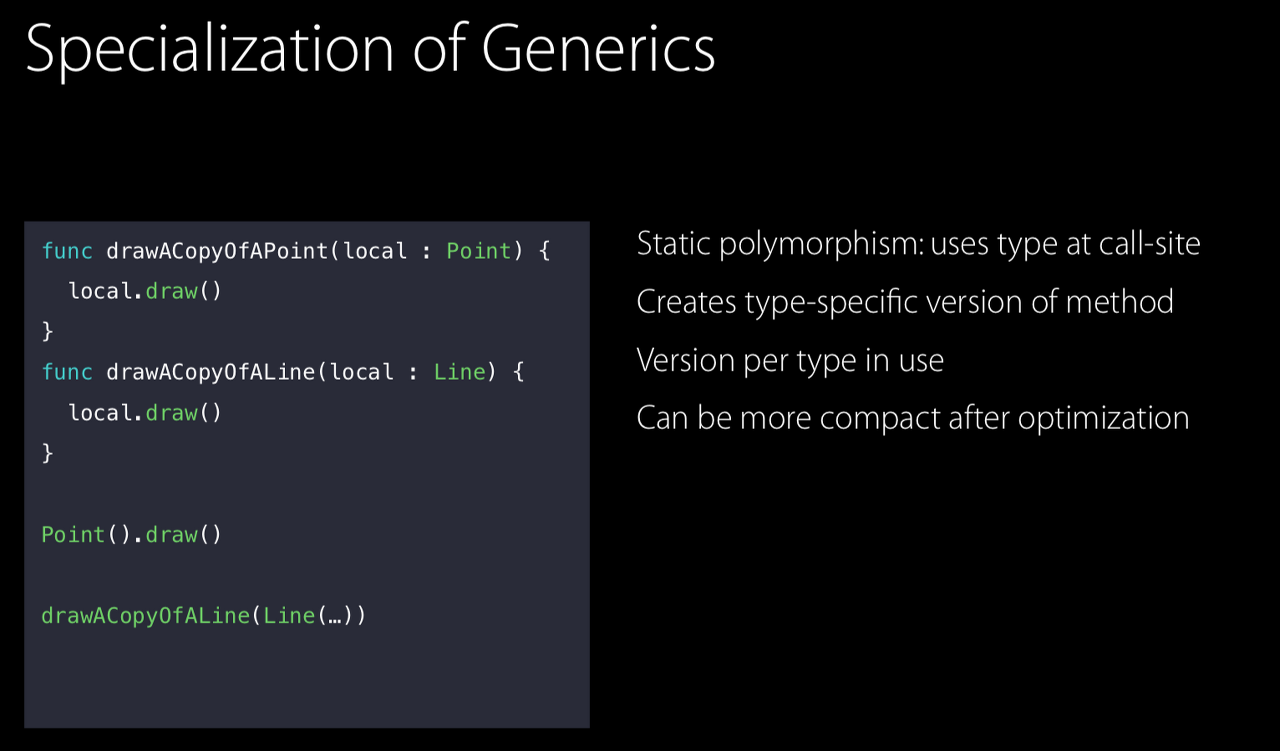 Specialization of Generics
func drawACopyOfAPoint(local : Point) {
  local.draw()
}
func drawACopyOfALine(local : Line) {
  local.draw()
}
Point().draw()
drawACopyOfALine(Line(…))
Static polymorphism: uses type at call-site
Creates type-specific version of method
Version per type in use
Can be more compact after optimization